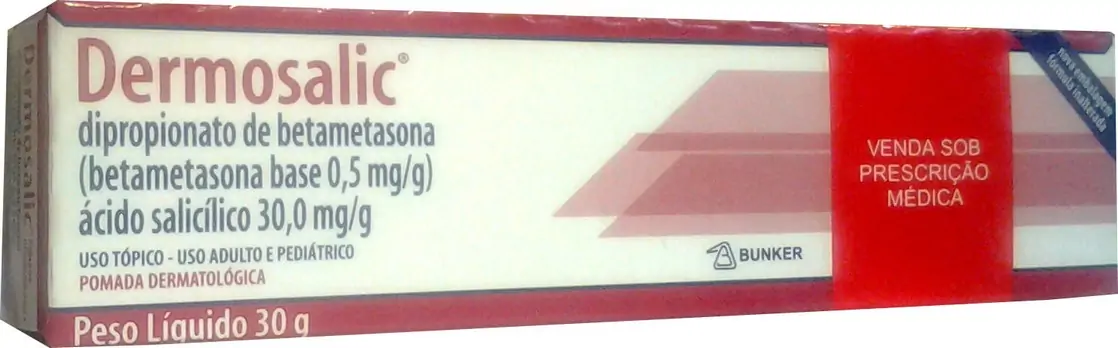 Dermosalic®
dipropionato de betametasona
(betametasona base 0,5 mg/g)
ácido salicílico 30,0 mg/g
USO TÓPICO - USO ADULTO E PEDIÁTRICO
POMADA DERMATOLÓGICA
Peso Líquido 30 g
BUNKER
VENDA SOB
PRESCRIÇÃO
MÉDICA
nova embalagem
fórmula inalterada
Dermosalic